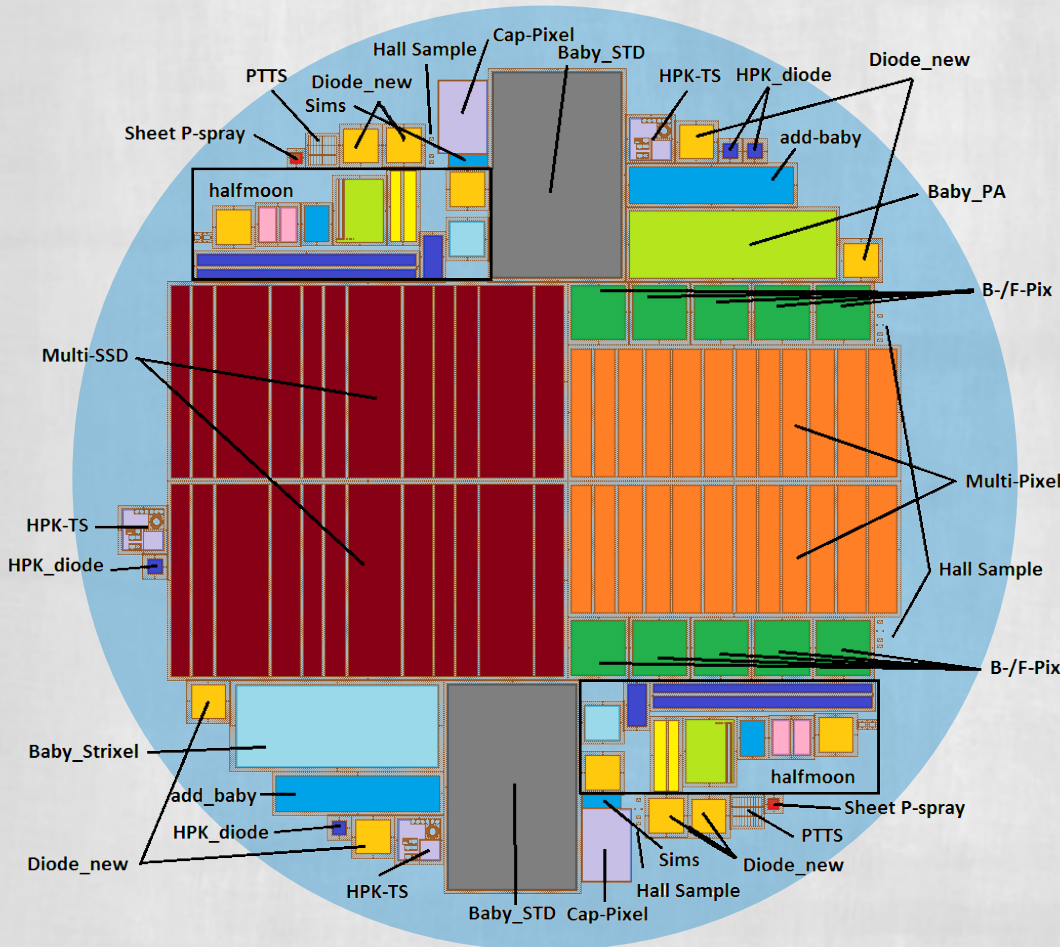 Cap-Pixel
Hall Sample
Baby_STD
Diode_new
PTTS
Diode_new
HPK-TS
HPK_diode
Sims
Sheet P-spray
add-baby
halfmoon
Baby_PA
B-/F-Pix
Multi-SSD
Multi-Pixel
HPK-TS
HPK_diode
Hall Sample
B-/F-Pix
Baby_Strixel
halfmoon
add_baby
Sheet P-spray
HPK_diode
PTTS
Diode_new
Sims
Diode_new
HPK-TS
Hall Sample
Baby_STD
Cap-Pixel